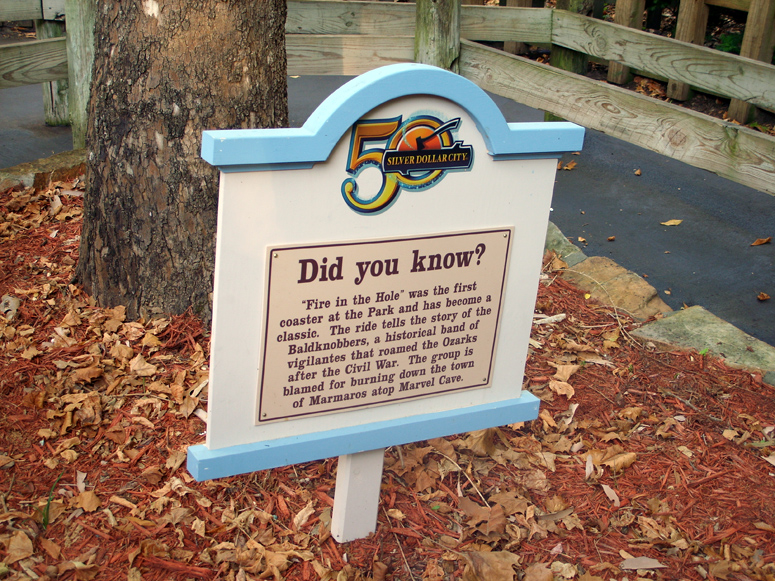 50
SILVER DOLLAR CITY
Did you know?
"Fire in the Hole" was the first
coaster at the Park and has become a
classic. The ride tells the story of the
Baldknobbers, a historical band of
vigilantes that roamed the Ozarks
after the Civil War. The group is
blamed for burning down the town
of Marmaros atop Marvel Cave.